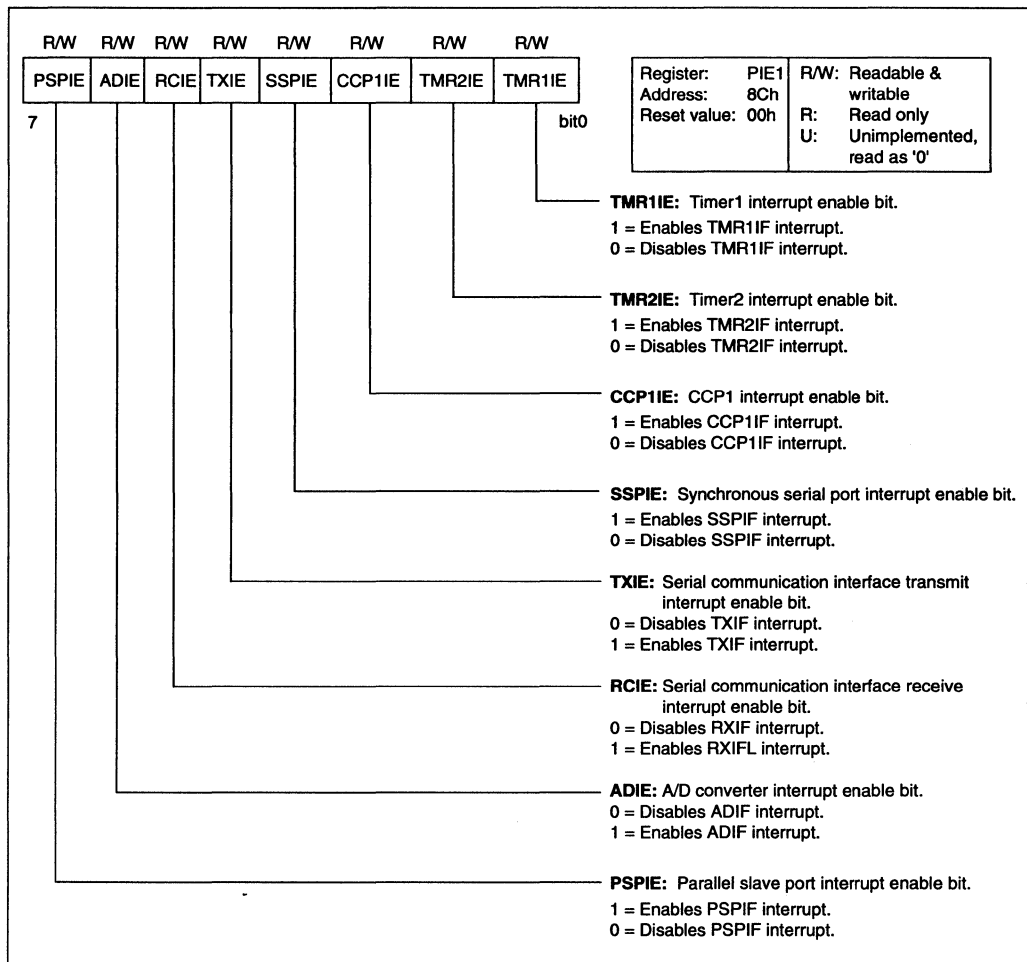 R/W R/W R/W R/W R/W R/W R/W R/W
PSPIE ADIE RCIE TXIE SSPIE CCP1IE TMR2IE TMR1IE
7 bit0
Register: PIE1
Address: 8Ch
Reset value: 00h
R/W: Readable &
writable
R: Read only
U: Unimplemented,
read as '0'
TMR1IE: Timer1 interrupt enable bit.
1 = Enables TMR1IF interrupt.
0 = Disables TMR1IF interrupt.
TMR2IE: Timer2 interrupt enable bit.
1 = Enables TMR2IF interrupt.
0 = Disables TMR2IF interrupt.
CCP1IE: CCP1 interrupt enable bit.
1 = Enables CCP1IF interrupt.
0 = Disables CCP1IF interrupt.
SSPIE: Synchronous serial port interrupt enable bit.
1 = Enables SSPIF interrupt.
0 = Disables SSPIF interrupt.
TXIE: Serial communication interface transmit
interrupt enable bit.
0 = Disables TXIF interrupt.
1 = Enables TXIF interrupt.
RCIE: Serial communication interface receive
interrupt enable bit.
0 = Disables RXIF interrupt.
1 = Enables RXIFL interrupt.
ADIE: A/D converter interrupt enable bit.
0 = Disables ADIF interrupt.
1 = Enables ADIF interrupt.
PSPIE: Parallel slave port interrupt enable bit.
1 = Enables PSPIF interrupt.
0 = Disables PSPIF interrupt.